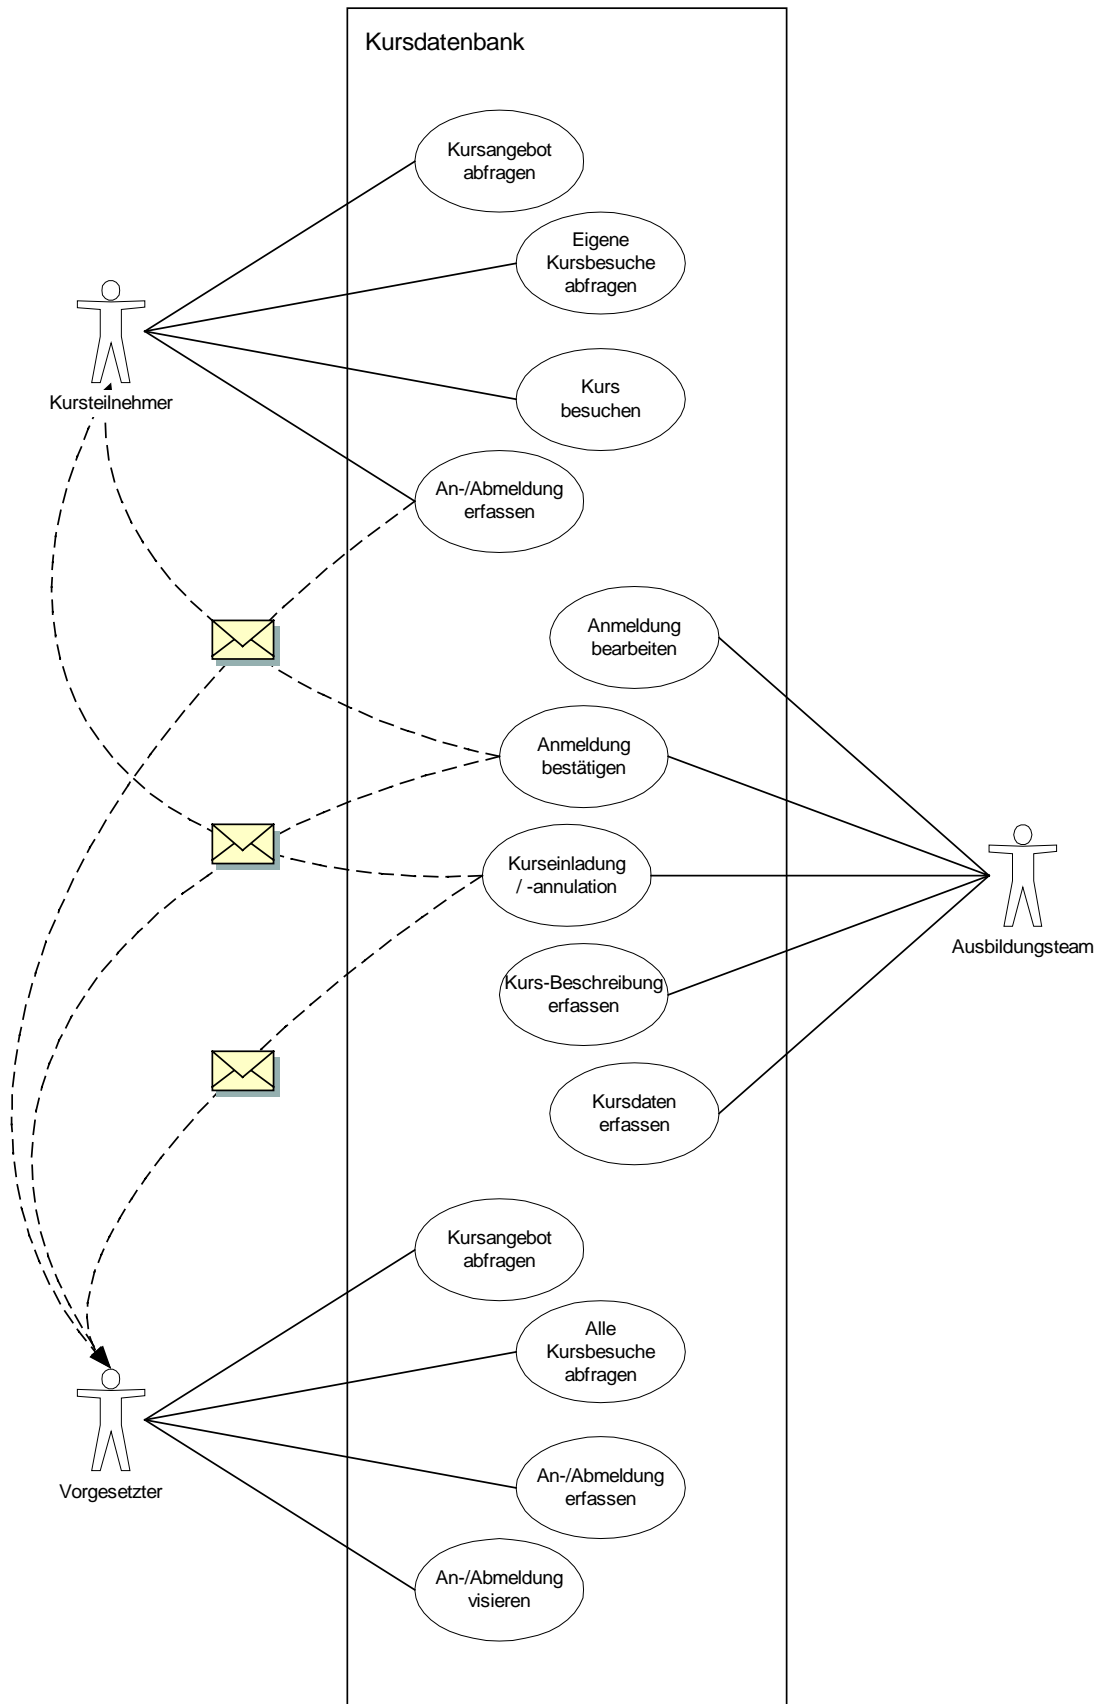 Kursdatenbank
Kursangebot
abfragen
Eigene
Kursbesuche
abfragen
Kursteilnehmer
Kurs
besuchen
An-/Abmeldung
erfassen
Anmeldung
bearbeiten
Anmeldung
bestätigen
Kurseinladung
/ -annulation
Ausbildungsteam
Kurs-Beschreibung
erfassen
Kursdaten
erfassen
Kursangebot
abfragen
Alle
Kursbesuche
abfragen
Vorgesetzter
An-/Abmeldung
erfassen
An-/Abmeldung
visieren